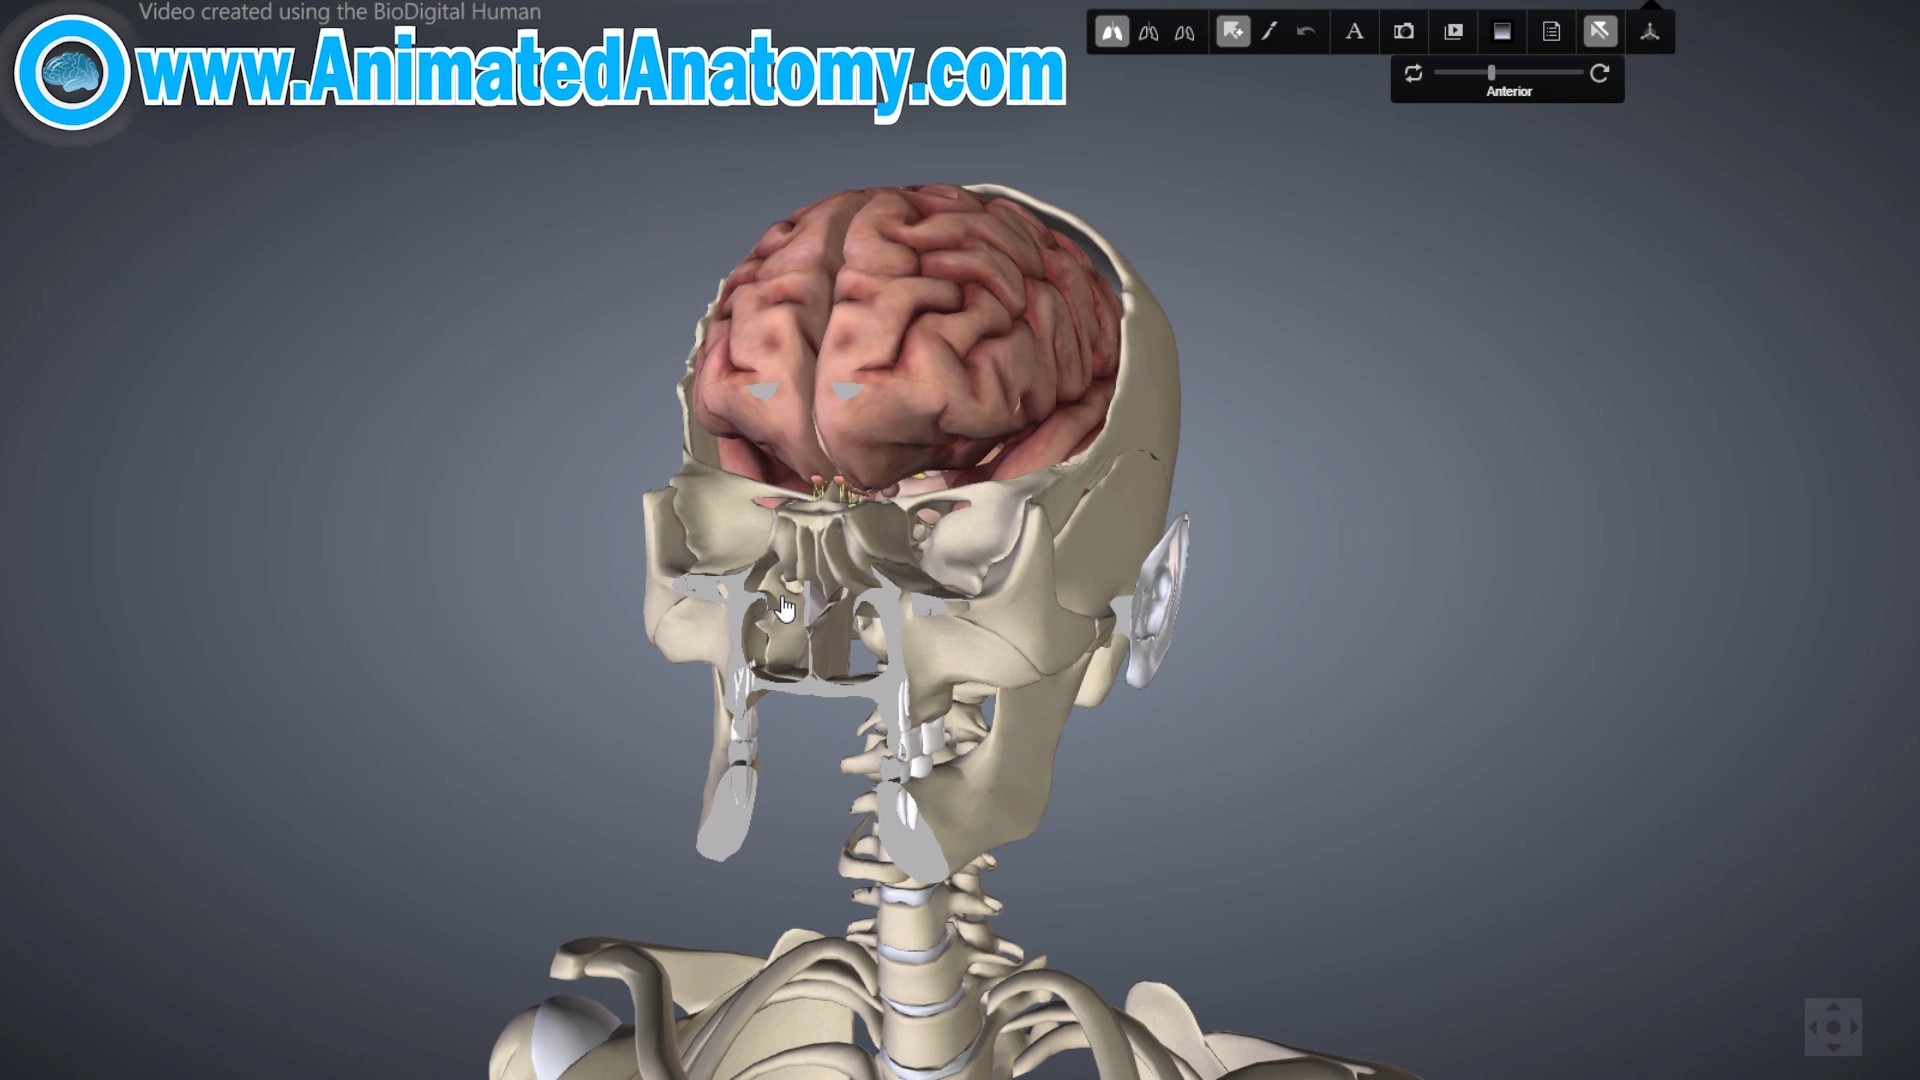 Video created using the BioDigital Human
www.AnimatedAnatomy.com
A
Anterior